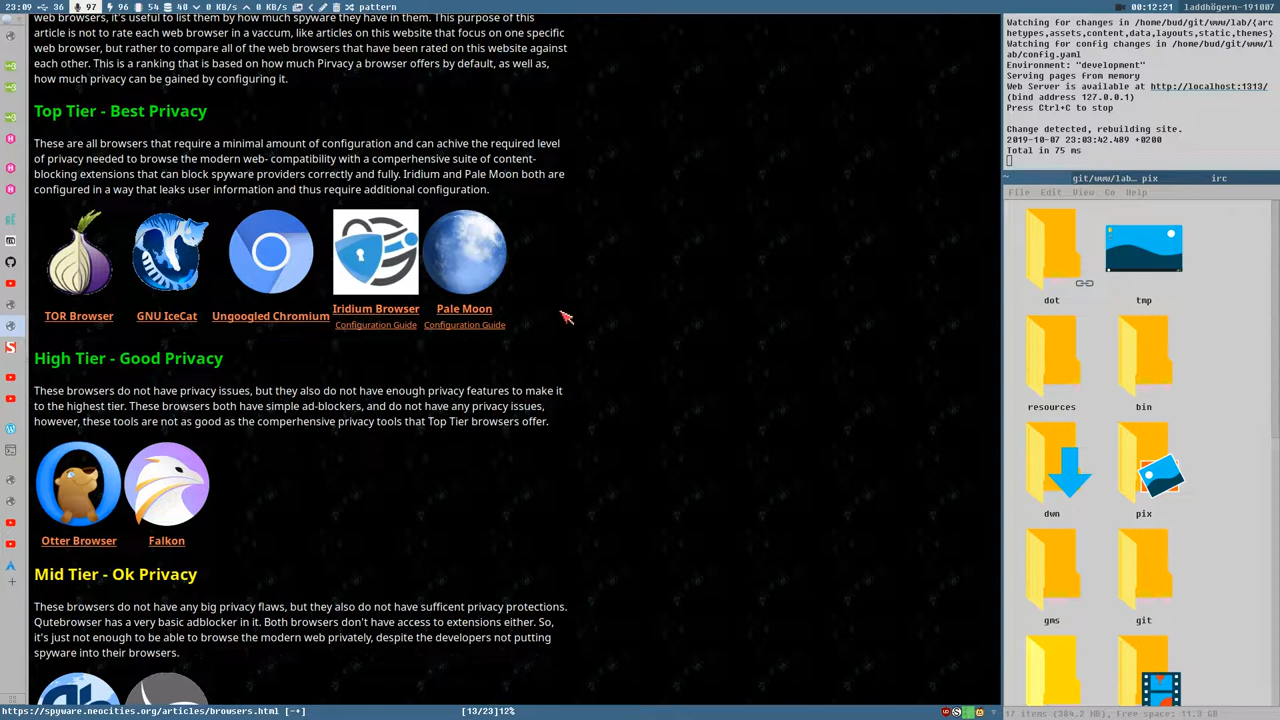 23:09 36 97 96 54 40 0 KB/s 0 KB/s pattern 00:12:21 laddhögern-191007
web browsers, it's useful to list them by how much spyware they have in them. This purpose of
this article is not to rate each web browser in a vaccum, like articles on this website that focus on one specific
web browser, but rather to compare all of the web browsers that have been rated on this website against
each other. This is a ranking that is based on how much Pirvacy a browser offers by default, as well as,
how much privacy can be gained by configuring it.
Top Tier - Best Privacy
These are all browsers that require a minimal amount of configuration and can achive the required level
of privacy needed to browse the modern web- compatibility with a comperhensive suite of content-
blocking extensions that can block spyware providers correctly and fully. Iridium and Pale Moon both are
configured in a way that leaks user information and thus require additional configuration.
TOR Browser
GNU IceCat
Ungoogled Chromium
Iridium Browser
Configuration Guide
Pale Moon
Configuration Guide
High Tier - Good Privacy
These browsers do not have privacy issues, but they also do not have enough privacy features to make it
to the highest tier. These browsers both have simple ad-blockers, and do not have any privacy issues,
however, these tools are not as good as the comperhensive privacy tools that Top Tier browsers offer.
Otter Browser
Falkon
Mid Tier - Ok Privacy
These browsers do not have any big privacy flaws, but they also do not have sufficent privacy protections.
Qutebrowser has a very basic adblocker in it. Both browsers don't have access to extensions either. So,
it's just not enough to be able to browse the modern web privately, despite the developers not putting
spyware into their browsers.
https://spyware.neocities.org/articles/browsers.html [-+] [13/23]12%
Watching for changes in /home/bud/git/www/lab/{arc
hetypes,assets,content,data,layouts,static,themes}
Watching for config changes in /home/bud/git/www/l
ab/config.yaml
Environment: "development"
Serving pages from memory
Web Server is available at http://localhost:1313/
(bind address 127.0.0.1)
Press Ctrl+C to stop
Change detected, rebuilding site.
2019-10-07 23:03:42.489 +0200
Total in 75 ms
~ git/www/lab… pix irc
File Edit View Go Help
dot
tmp
resources
bin
dwn
pix
gms
git
17 items (384.2 MB), Free space: 11.3 GB